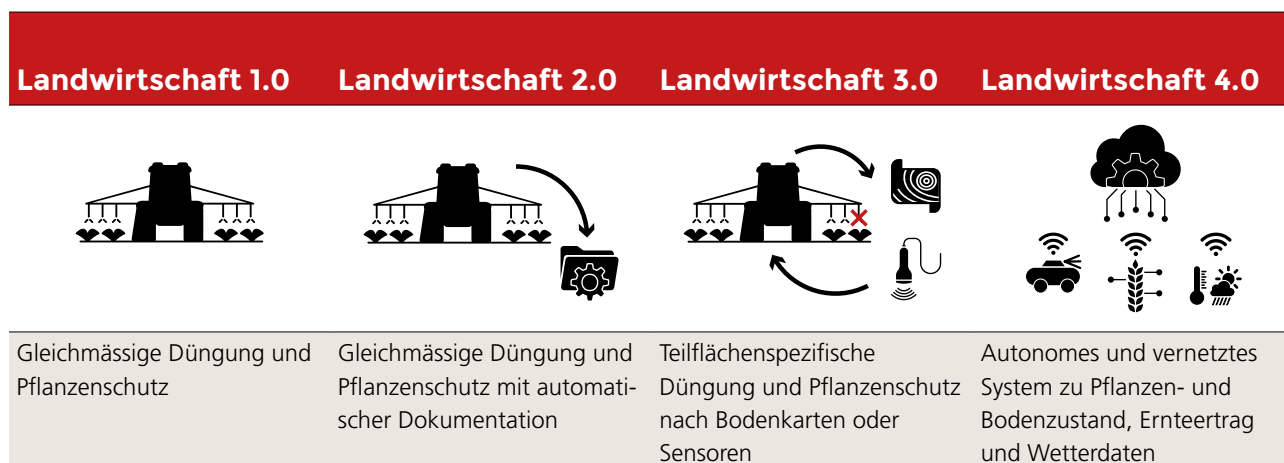 Landwirtschaft 1.0
Landwirtschaft 2.0
Landwirtschaft 3.0
Landwirtschaft 4.0
Gleichmässige Düngung und
Pflanzenschutz
Gleichmässige Düngung und
Pflanzenschutz mit automati-
scher Dokumentation
Teilflächenspezifische
Düngung und Pflanzenschutz
nach Bodenkarten oder
Sensoren
Autonomes und vernetztes
System zu Pflanzen- und
Bodenzustand, Ernteertrag
und Wetterdaten